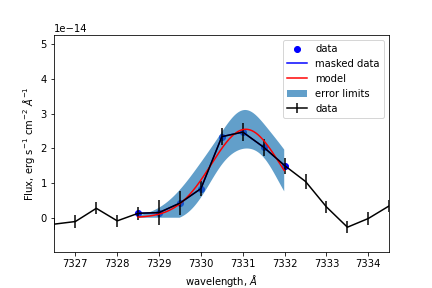 1e−14
5
4
3
2
1
0
Flux, erg s⁻¹ cm⁻² Å⁻¹
data
masked data
model
error limits
data
7327 7328 7329 7330 7331 7332 7333 7334
wavelength, Å